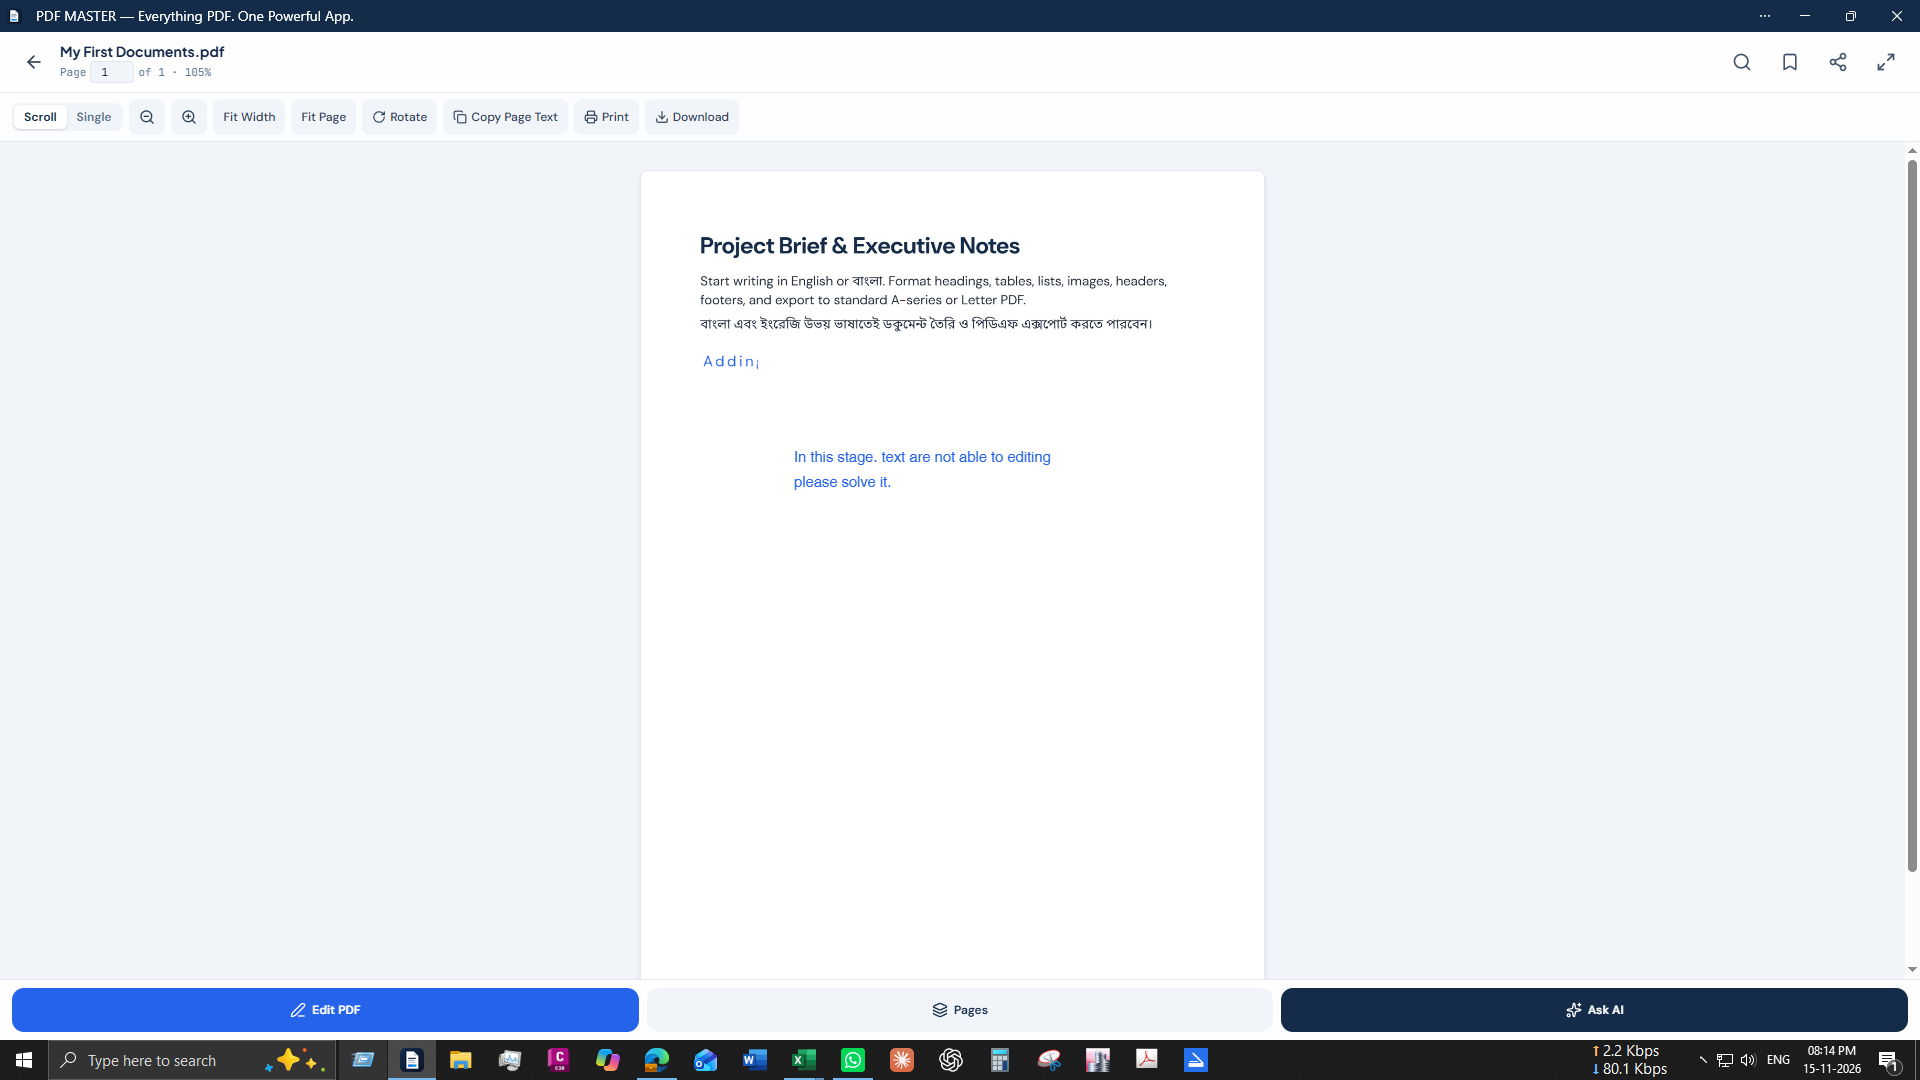 PDF MASTER — Everything PDF. One Powerful App.
My First Documents.pdf
Page 1 of 1 · 105%
Scroll Single Fit Width Fit Page Rotate Copy Page Text Print Download
Project Brief & Executive Notes
Start writing in English or বাংলা. Format headings, tables, lists, images, headers,
footers, and export to standard A-series or Letter PDF.
বাংলা এবং ইংরেজি উভয় ভাষাতেই ডকুমেন্ট তৈরি ও পিডিএফ এক্সপোর্ট করতে পারবেন।
Addin
In this stage. text are not able to editing
please solve it.
Edit PDF Pages Ask AI
Type here to search
↑ 2.2 Kbps
↓ 80.1 Kbps
ENG
08:14 PM
15-11-2026
1